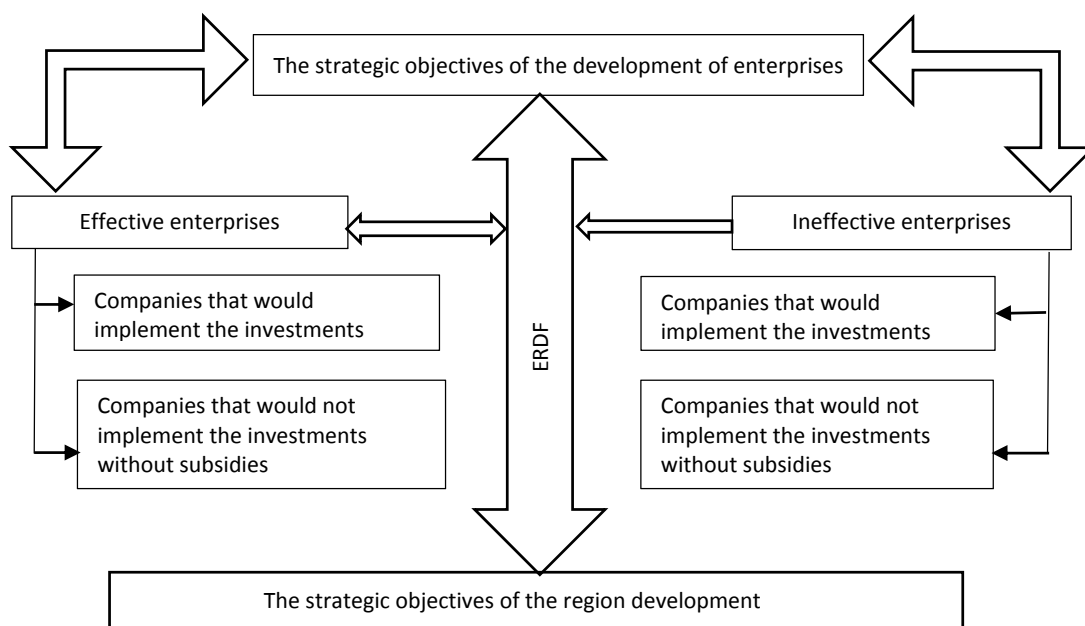 The strategic objectives of the development of enterprises
Effective enterprises
Ineffective enterprises
Companies that would
implement the investments
Companies that would
implement the investments
ERDF
Companies that would not
implement the investments
without subsidies
Companies that would not
implement the investments
without subsidies
The strategic objectives of the region development